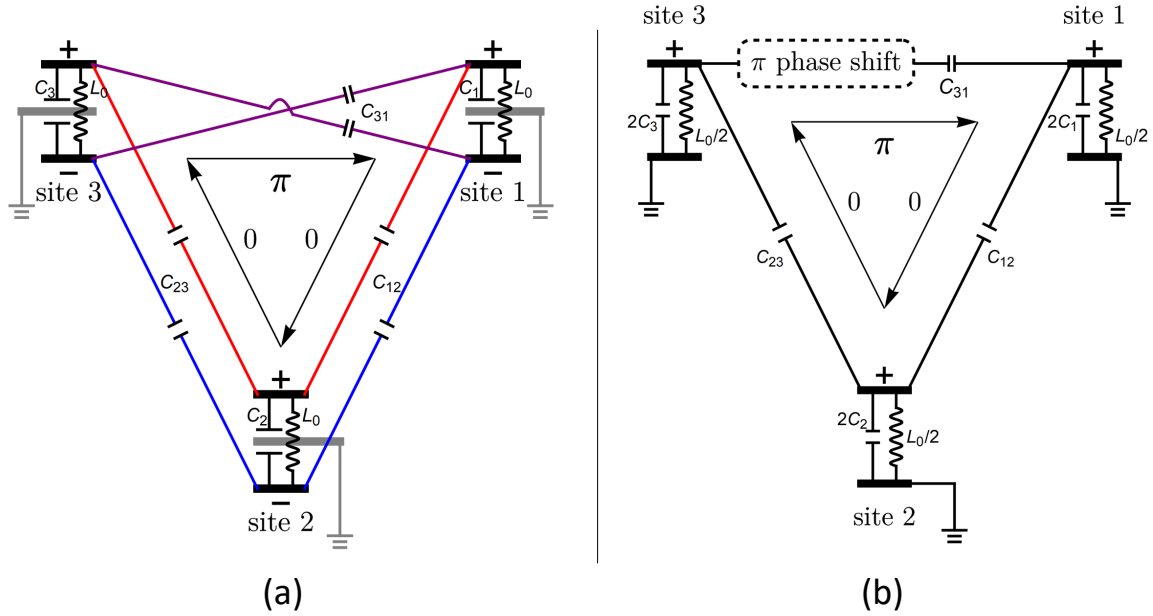 + +
C3 L0 C1 L0
C31
− −
site 3 site 1
π
0 0
C23 C12
+
C2 L0
−
site 2
(a)
site 3 site 1
+ +
π phase shift
C31
2C3 L0/2 2C1 L0/2
π
0 0
C23 C12
+
2C2 L0/2
site 2
(b)